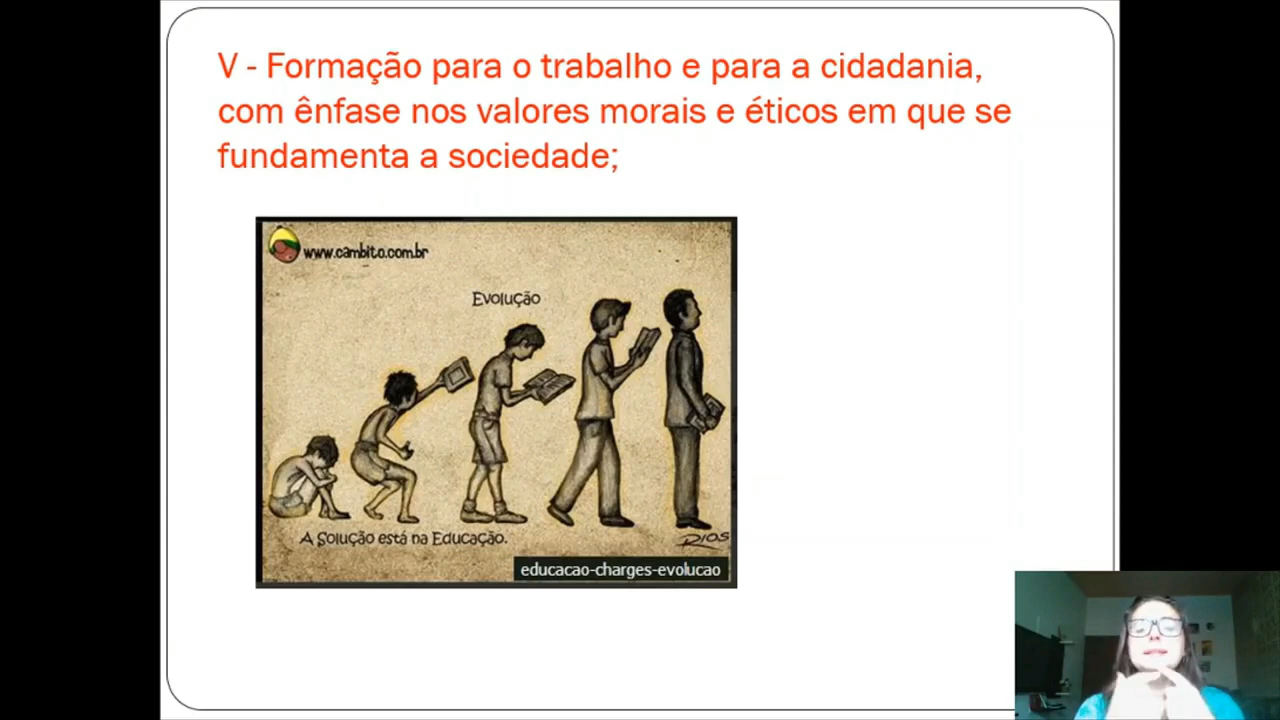 V - Formação para o trabalho e para a cidadania,
com ênfase nos valores morais e éticos em que se
fundamenta a sociedade;
www.cambito.com.br
Evolução
A Solução está na Educação.
RIOS
educacao-charges-evolucao